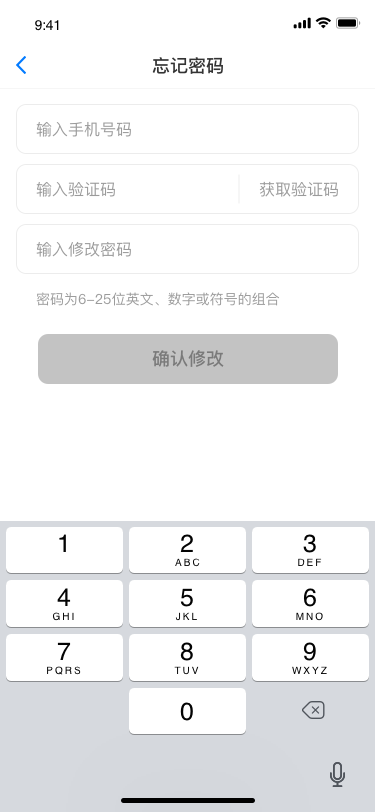 9:41
忘记密码
输入手机号码
输入验证码 获取验证码
输入修改密码
密码为6-25位英文、数字或符号的组合
确认修改
1 2 3
ABC DEF
4 5 6
GHI JKL MNO
7 8 9
PQRS TUV WXYZ
0